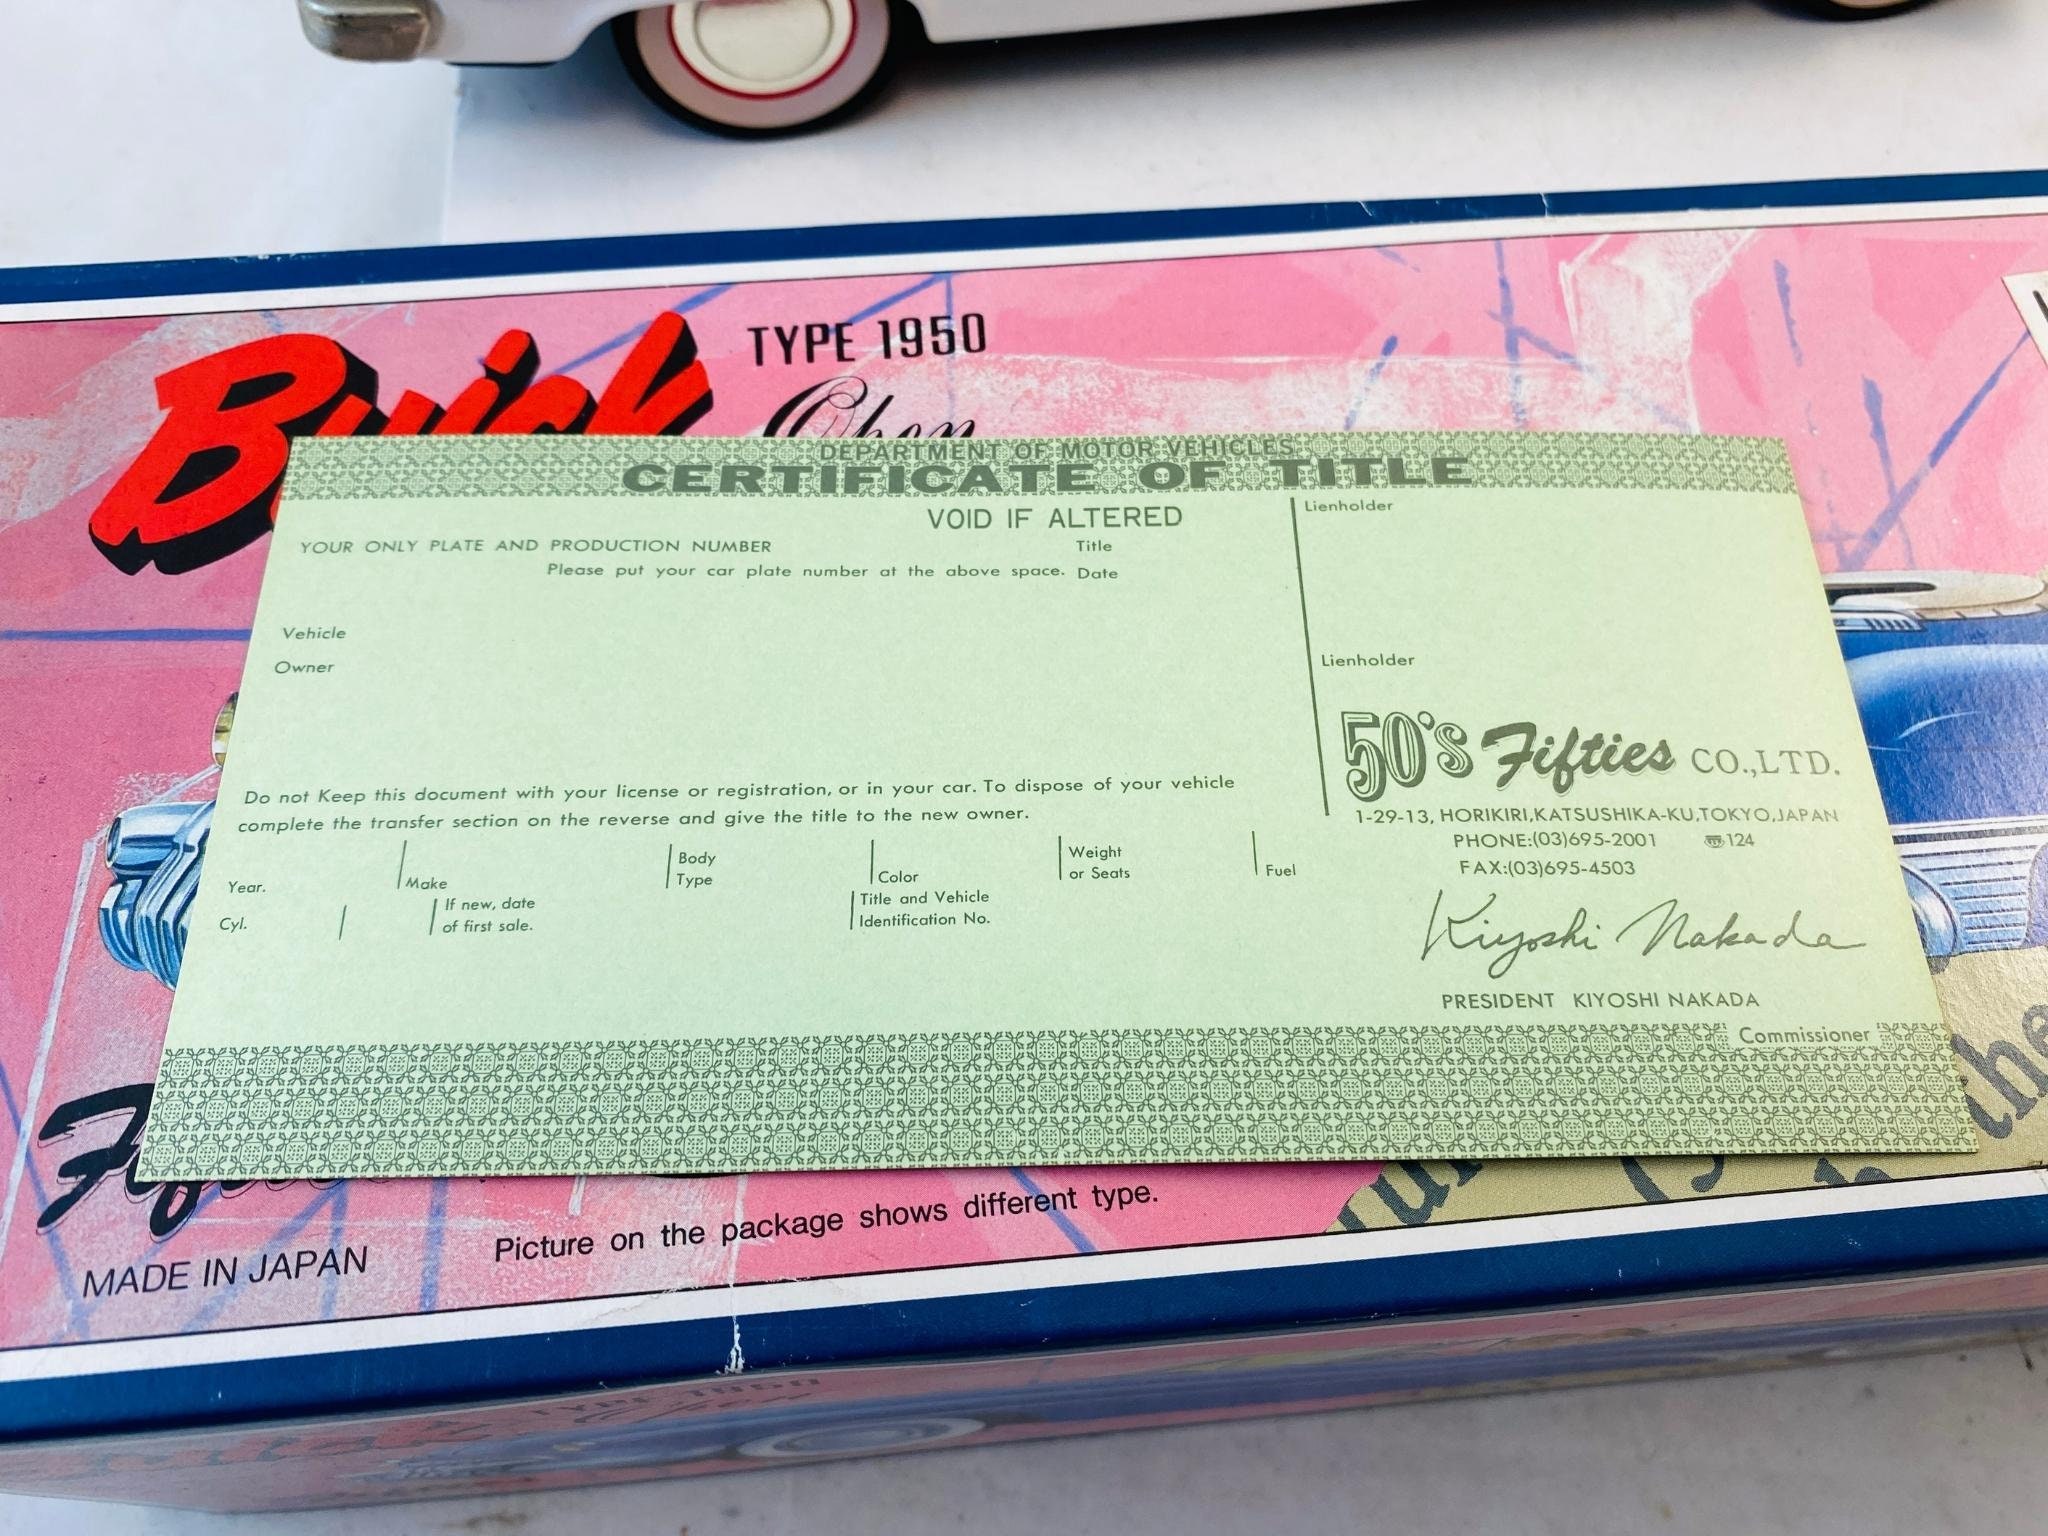 Buick
TYPE 1950
Open
DEPARTMENT OF MOTOR VEHICLES
CERTIFICATE OF TITLE
VOID IF ALTERED
YOUR ONLY PLATE AND PRODUCTION NUMBER
Title
Please put your car plate number at the above space.
Date
Vehicle
Owner
Lienholder
Lienholder
Do not Keep this document with your license or registration, or in your car. To dispose of your vehicle
complete the transfer section on the reverse and give the title to the new owner.
Year.
Make
Body
Type
Color
Weight
or Seats
Fuel
Cyl.
If new, date
of first sale.
Title and Vehicle
Identification No.
50's Fifties CO.,LTD.
1-29-13, HORIKIRI,KATSUSHIKA-KU,TOKYO,JAPAN
PHONE:(03)695-2001 124
FAX:(03)695-4503
Kiyoshi Nakada
PRESIDENT KIYOSHI NAKADA
Commissioner
Picture on the package shows different type.
MADE IN JAPAN
TYPE 1950
Open